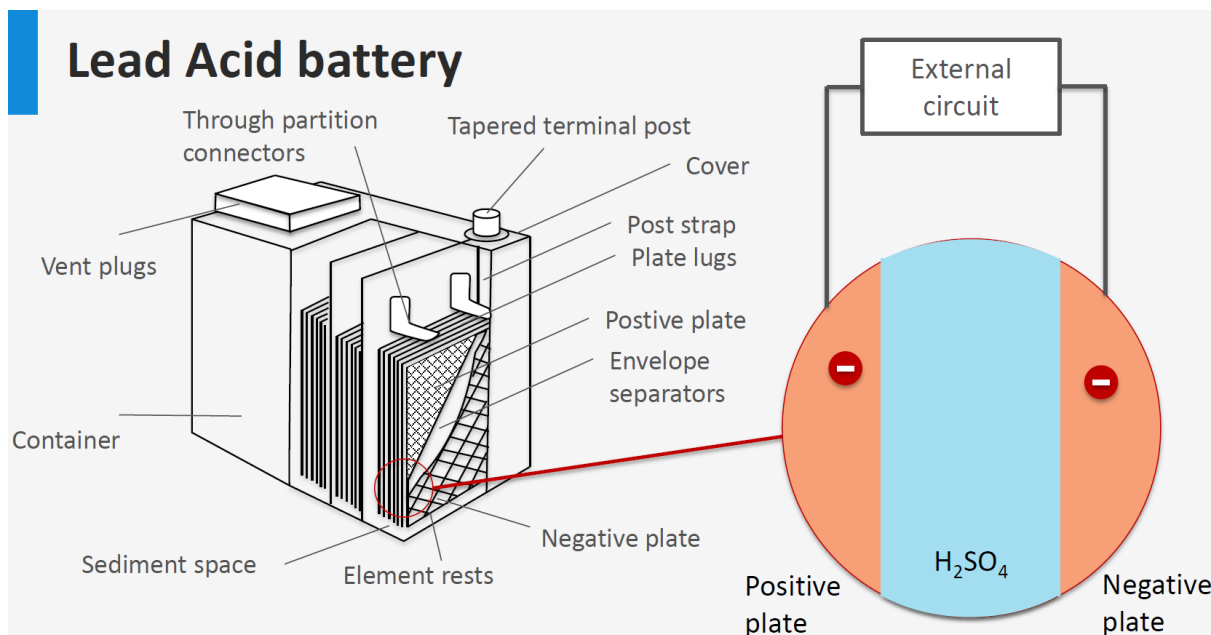 Lead Acid battery
Through partition
connectors
Tapered terminal post
Cover
Post strap
Plate lugs
Vent plugs
Postive plate
Envelope
separators
Container
Negative plate
Sediment space
Element rests
External
circuit
H₂SO₄
Positive
plate
Negative
plate